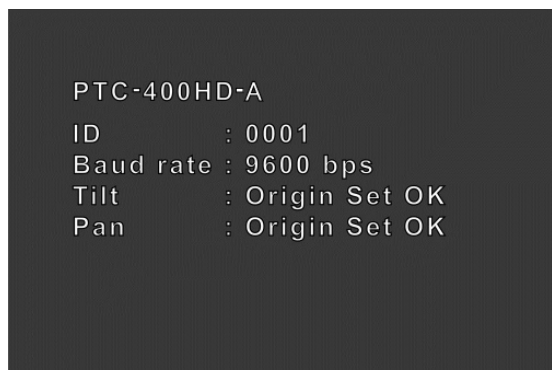 PTC-400HD-A
ID : 0001
Baud rate : 9600 bps
Tilt : Origin Set OK
Pan : Origin Set OK